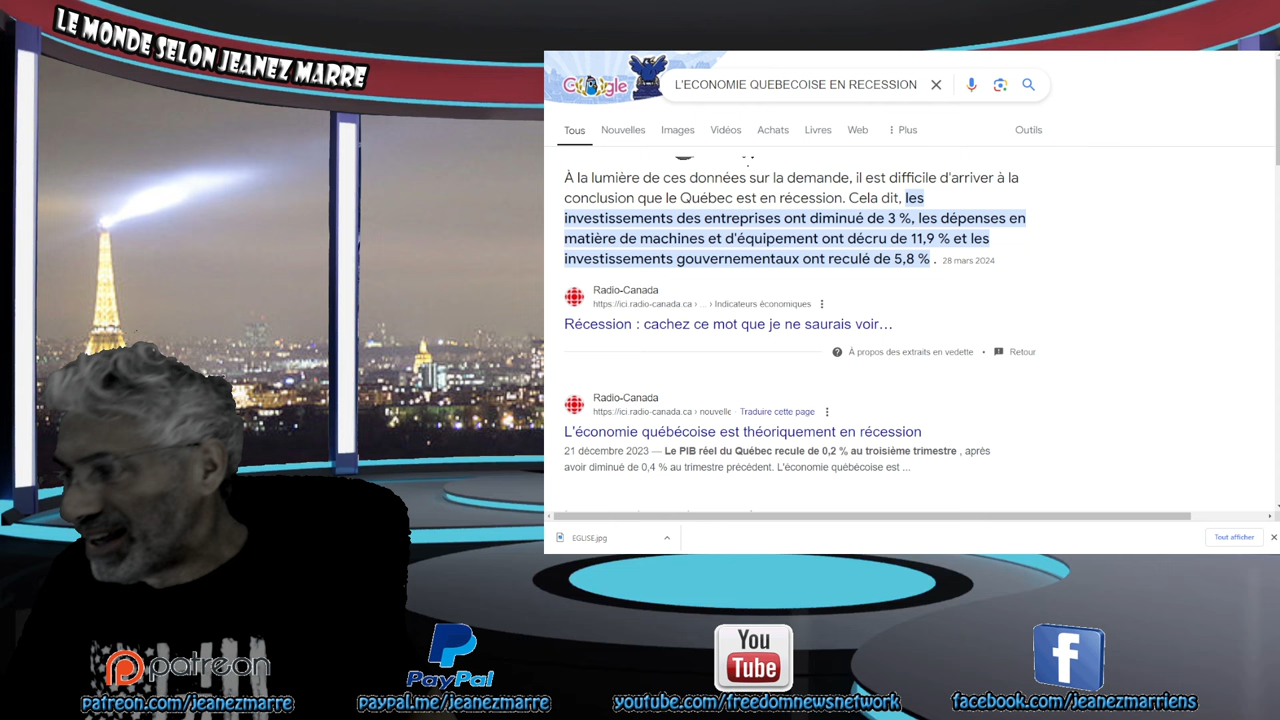 LE MONDE SELON JEANEZ MARRE
Google
L'ECONOMIE QUEBECOISE EN RECESSION
Tous
Nouvelles
Images
Vidéos
Achats
Livres
Web
Plus
Outils
À la lumière de ces données sur la demande, il est difficile d'arriver à la
conclusion que le Québec est en récession. Cela dit, les
investissements des entreprises ont diminué de 3 %, les dépenses en
matière de machines et d'équipement ont décru de 11,9 % et les
investissements gouvernementaux ont reculé de 5,8 % . 28 mars 2024
Radio-Canada
https://ici.radio-canada.ca › ... › Indicateurs économiques
Récession : cachez ce mot que je ne saurais voir…
À propos des extraits en vedette • Retour
Radio-Canada
https://ici.radio-canada.ca › nouvelle · Traduire cette page
L'économie québécoise est théoriquement en récession
21 décembre 2023 — Le PIB réel du Québec recule de 0,2 % au troisième trimestre , après
avoir diminué de 0,4 % au trimestre précédent. L'économie québécoise est ...
EGLISE.jpg
Tout afficher
patreon
patreon.com/jeanezmarre
PayPal
paypal.me/jeanezmarre
You
Tube
youtube.com/freedomnewsnetwork
f
facebook.com/jeanezmarriens